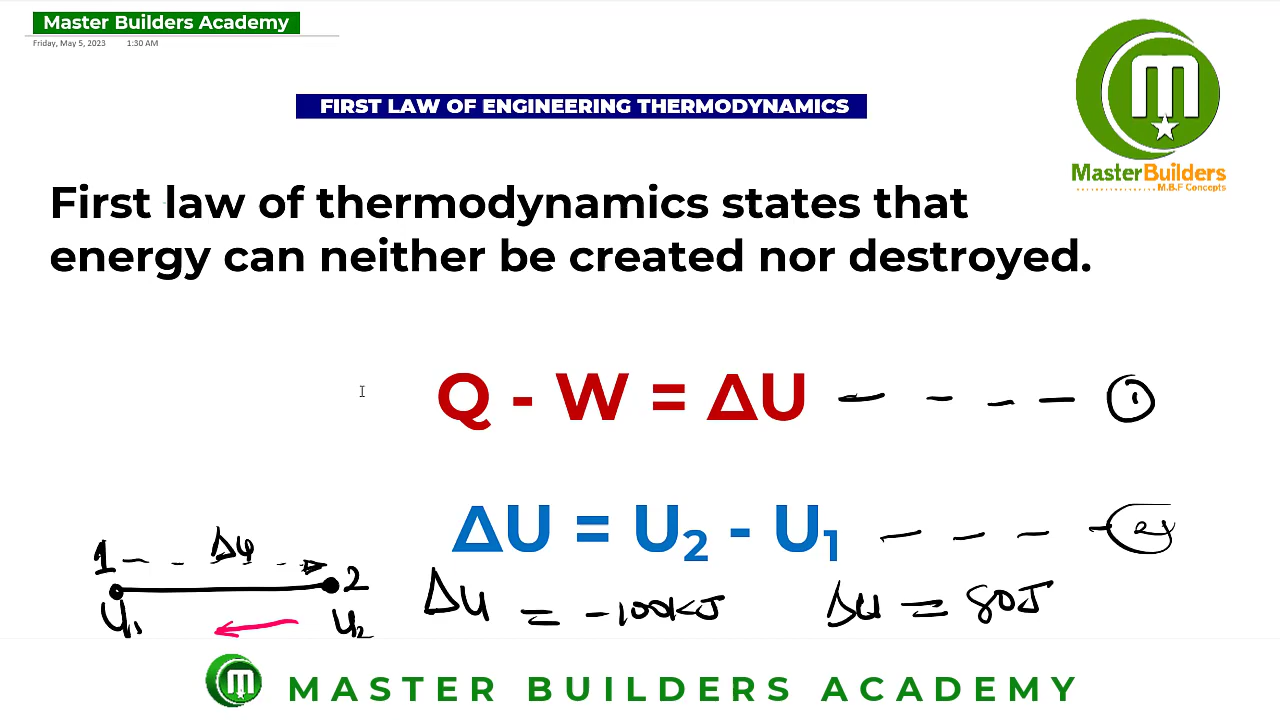 Master Builders Academy
Friday, May 5, 2023 1:30 AM
M
MasterBuilders
M.B.F Concepts
FIRST LAW OF ENGINEERING THERMODYNAMICS
First law of thermodynamics states that
energy can neither be created nor destroyed.
Q - W = ΔU - - - - ①
ΔU = U₂ - U₁ - - - -
1 - - Δu - 2
U₁ U₂
Δu = -100kJ Δu = 80J
M MASTER BUILDERS ACADEMY